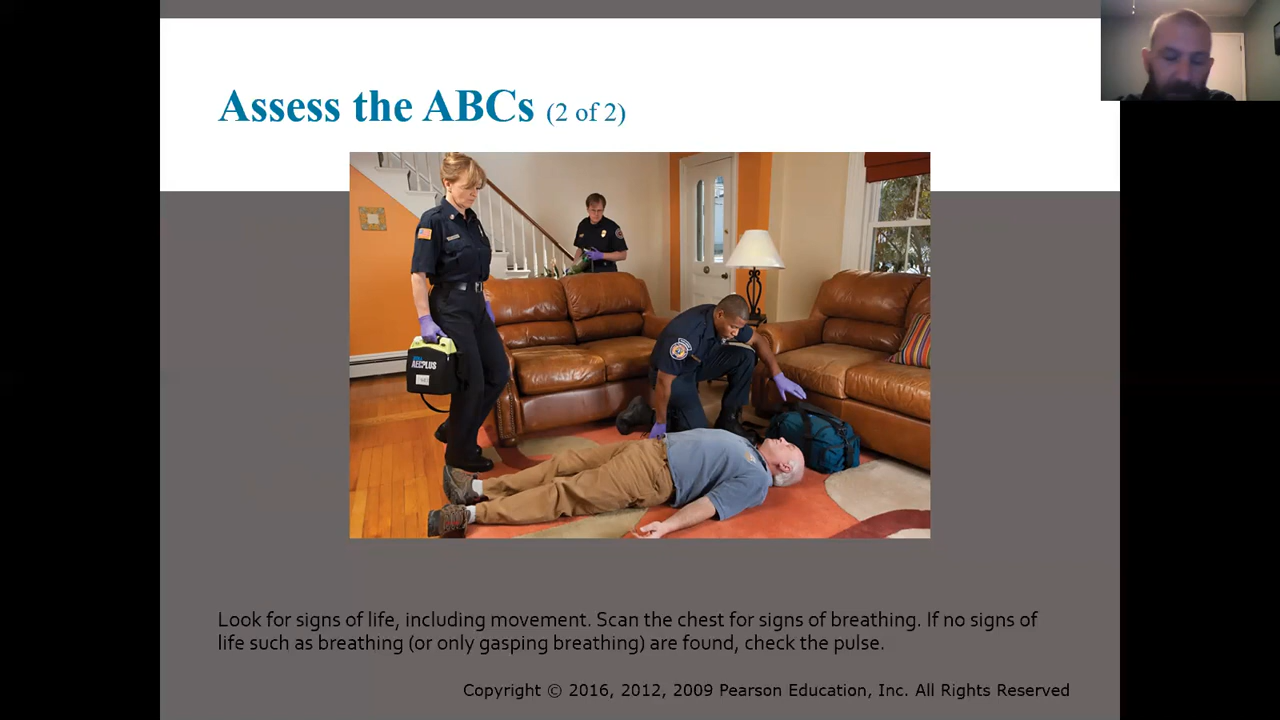 Assess the ABCs (2 of 2)
AEDPLUS
Look for signs of life, including movement. Scan the chest for signs of breathing. If no signs of
life such as breathing (or only gasping breathing) are found, check the pulse.
Copyright © 2016, 2012, 2009 Pearson Education, Inc. All Rights Reserved